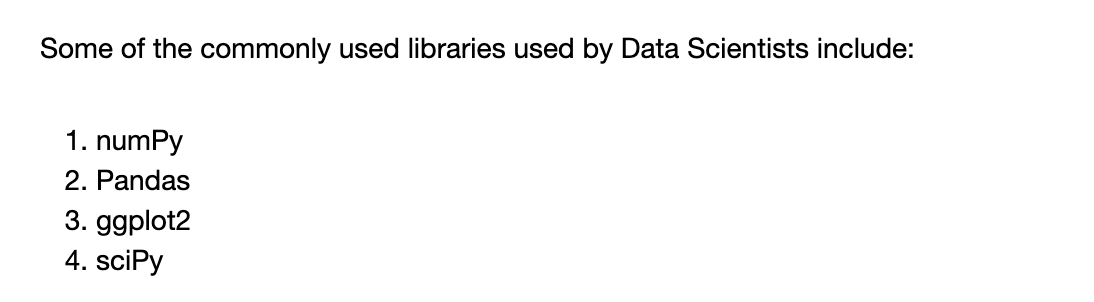 Some of the commonly used libraries used by Data Scientists include:
1. numPy
2. Pandas
3. ggplot2
4. sciPy